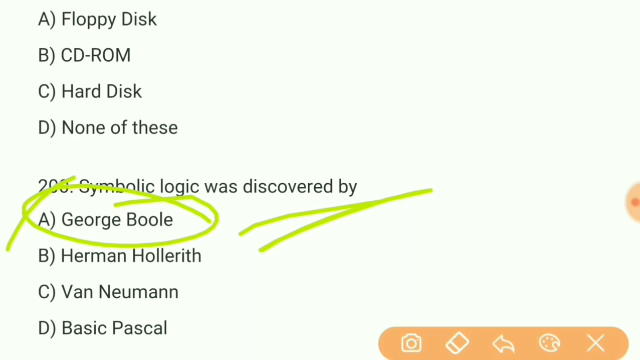 A) Floppy Disk
B) CD-ROM
C) Hard Disk
D) None of these
200. Symbolic logic was discovered by
A) George Boole
B) Herman Hollerith
C) Van Neumann
D) Basic Pascal